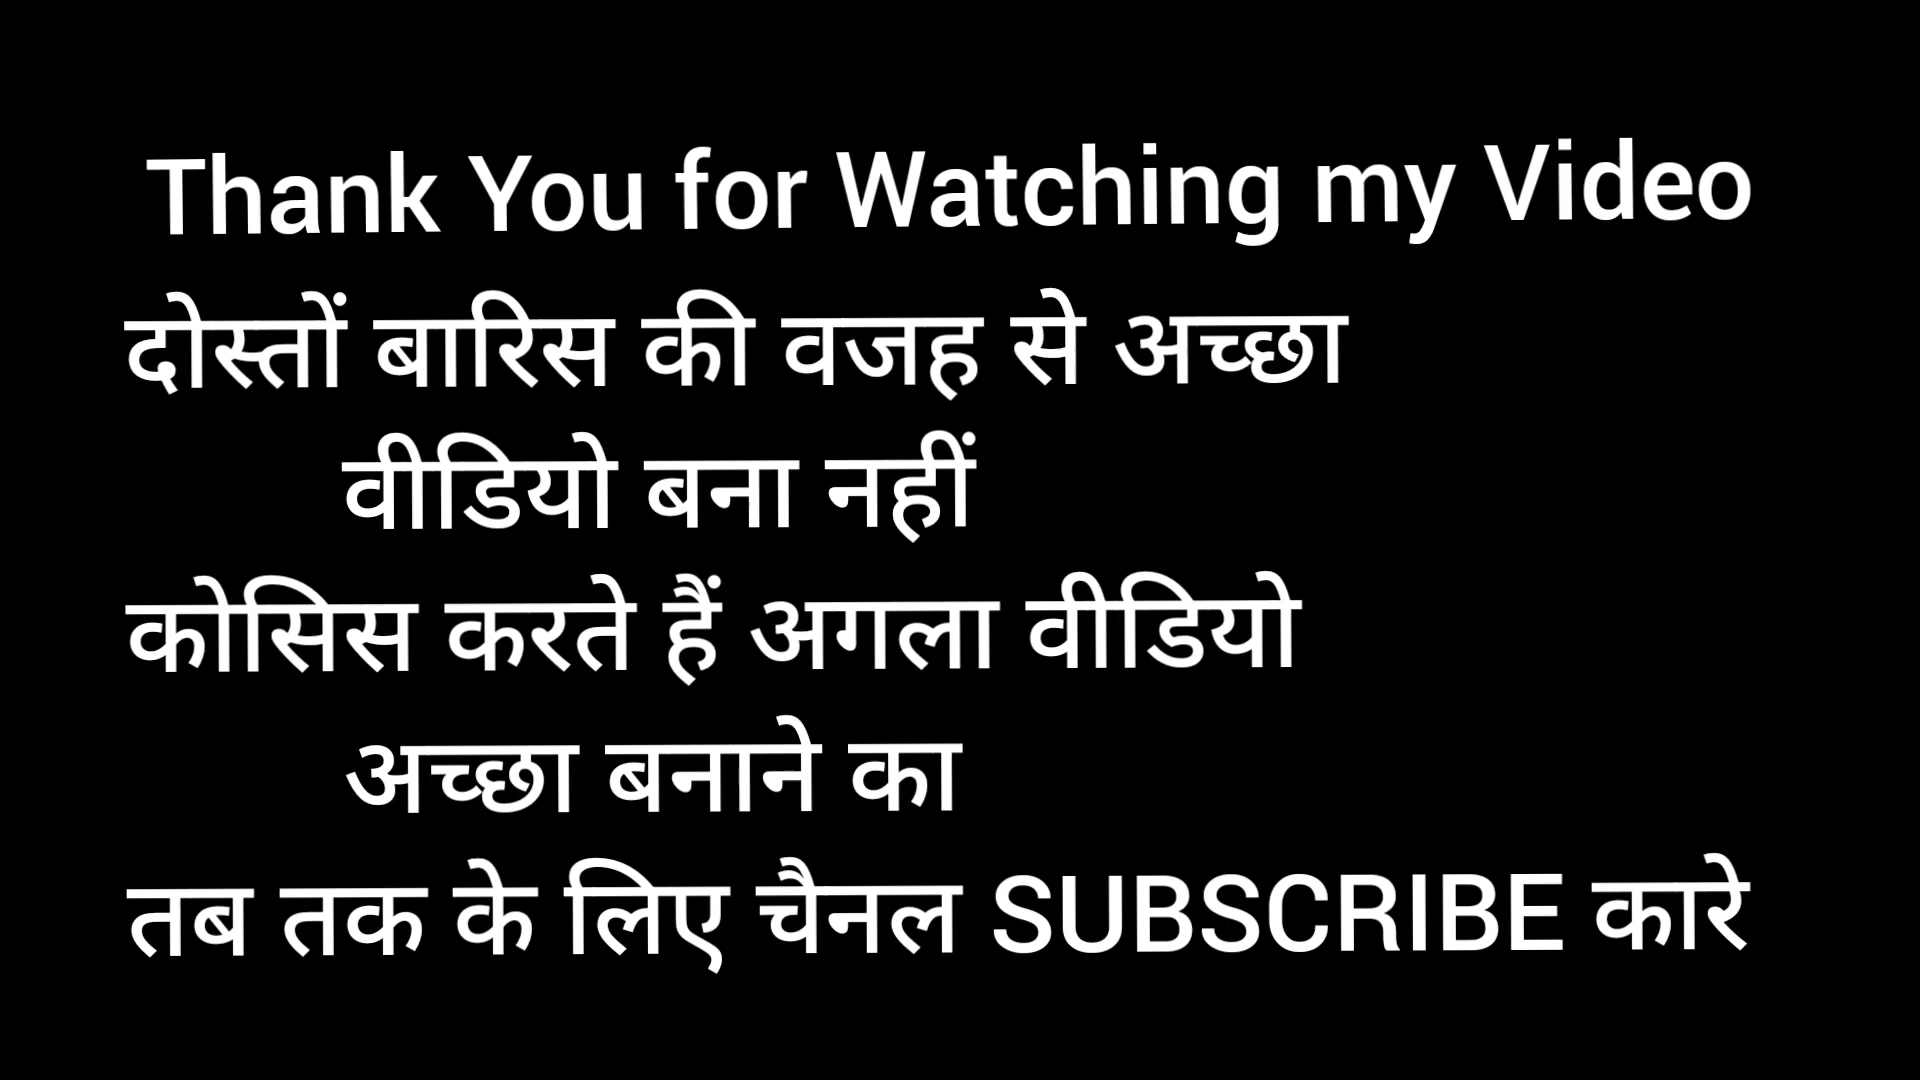 Thank You for Watching my Video
दोस्तों बारिस की वजह से अच्छा
वीडियो बना नहीं
कोसिस करते हैं अगला वीडियो
अच्छा बनाने का
तब तक के लिए चैनल SUBSCRIBE कारे